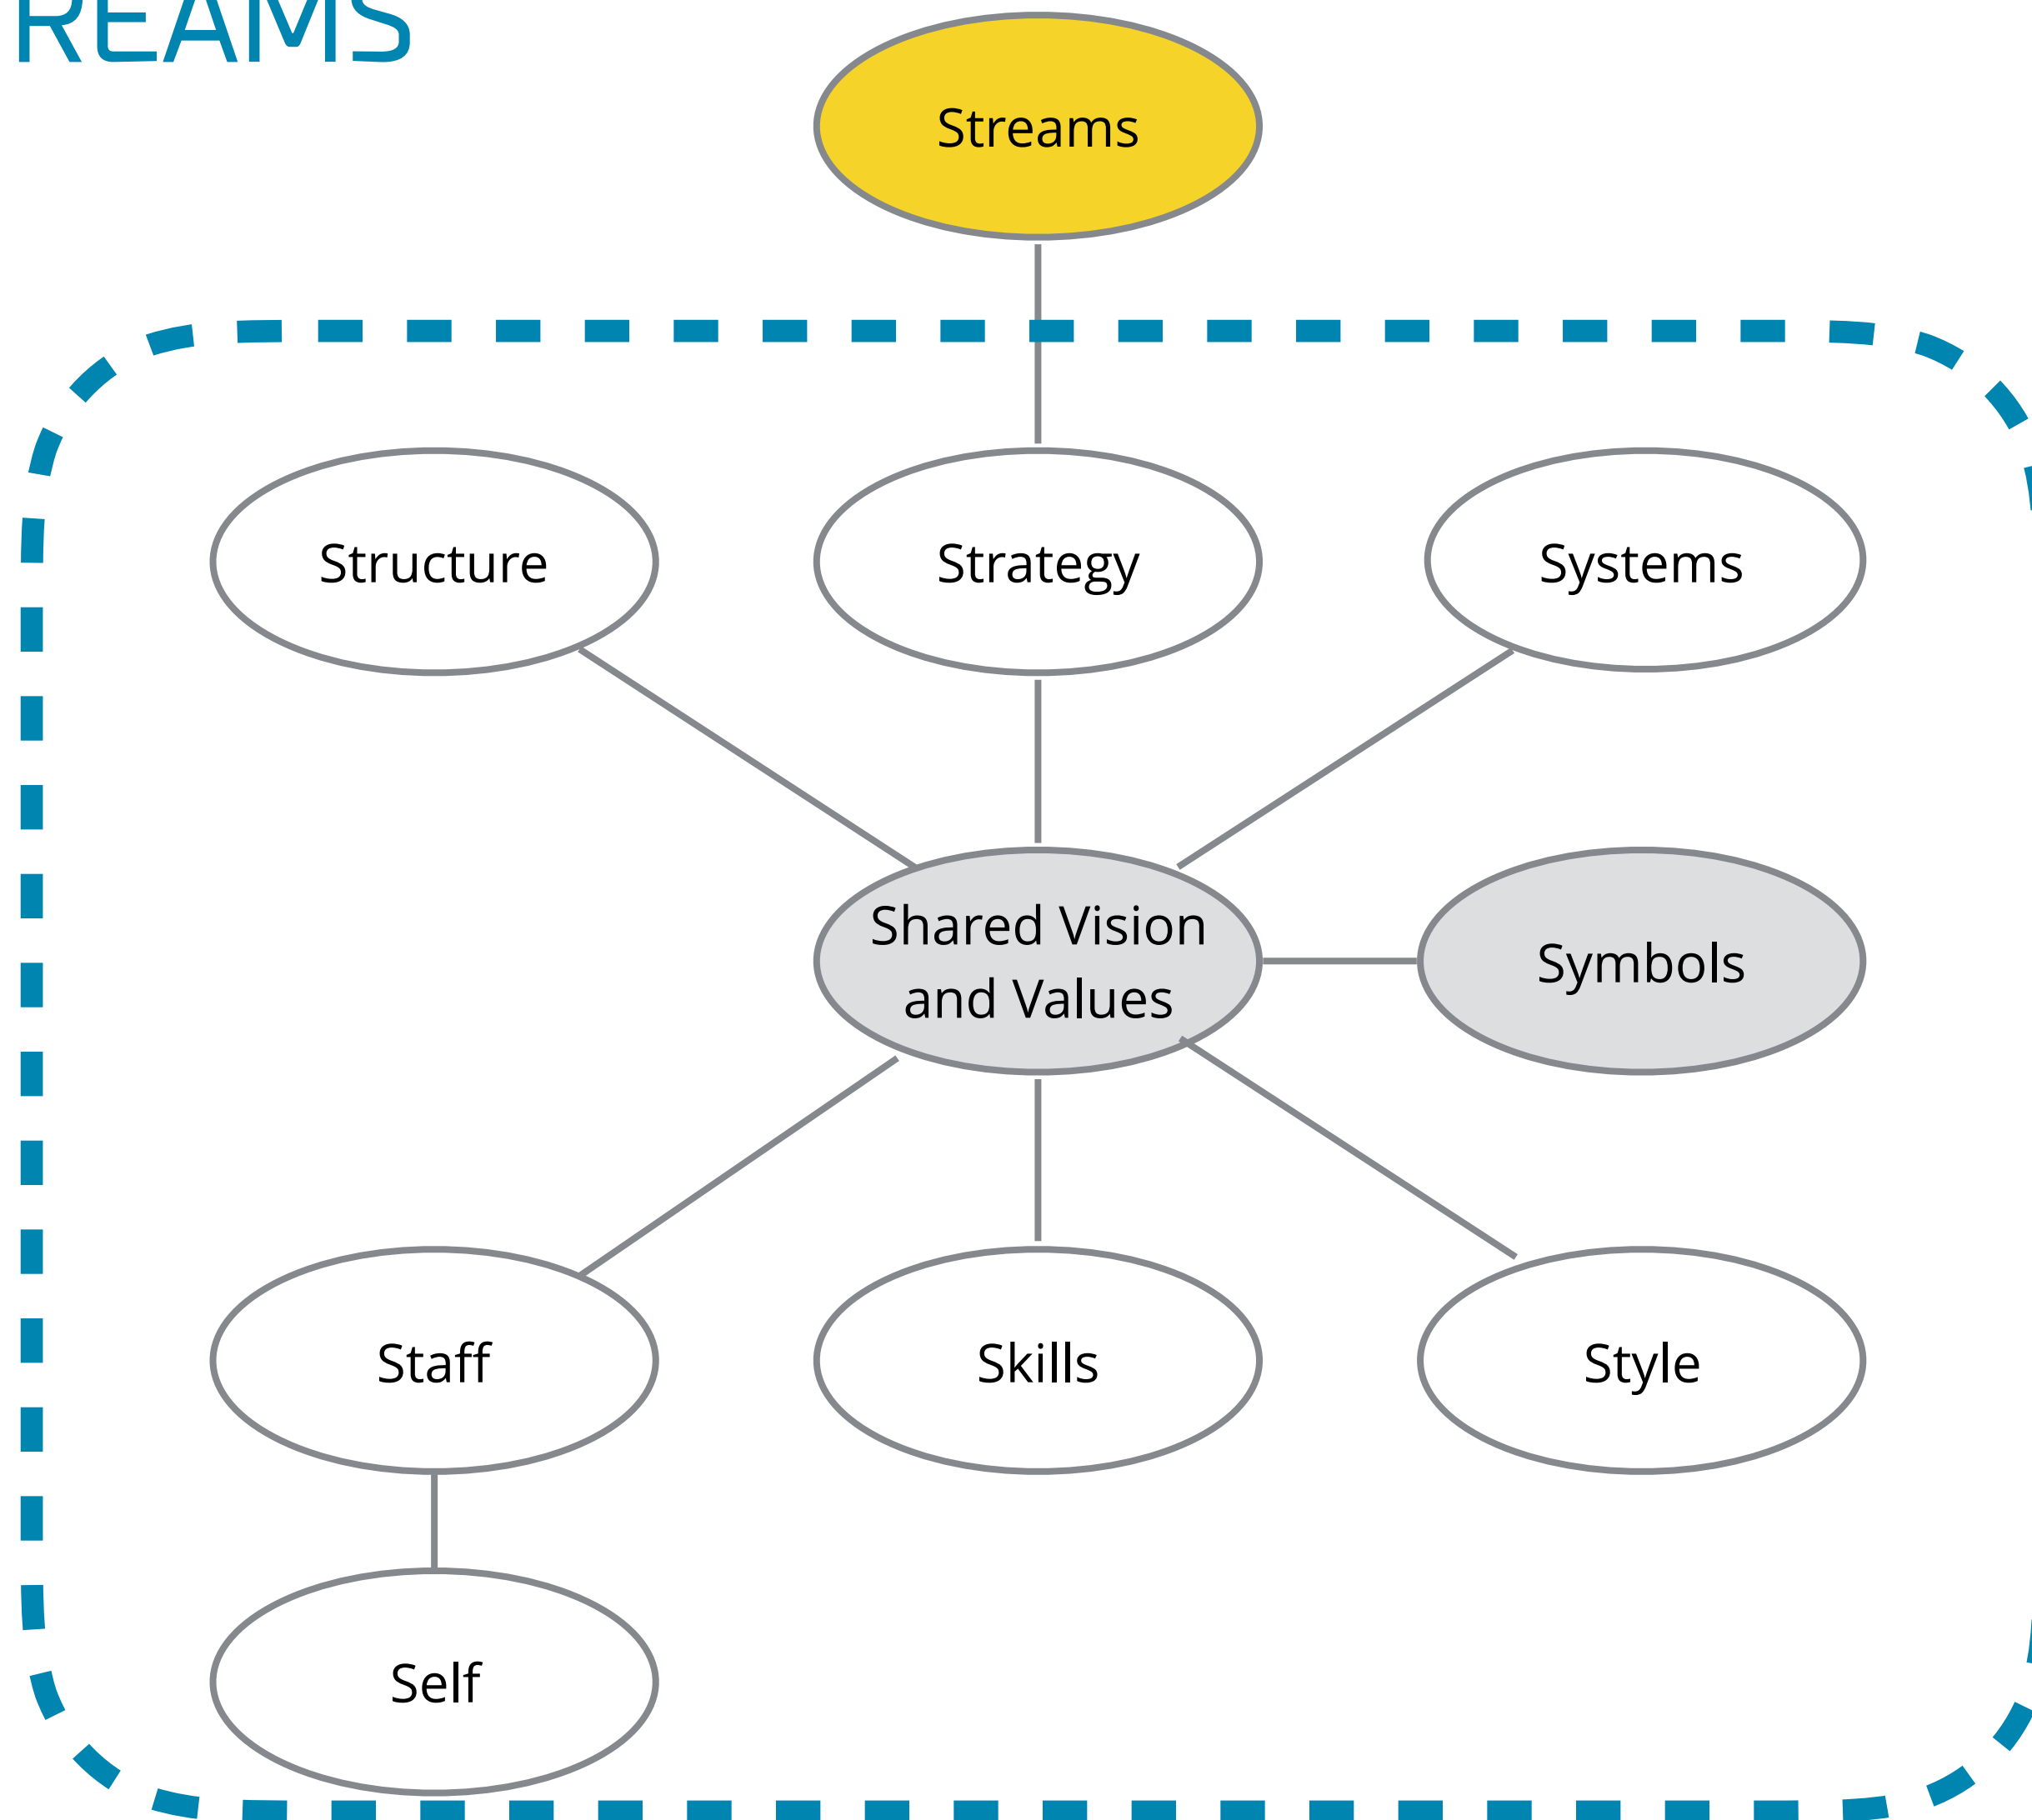 REAMS
Streams
Structure
Strategy
Systems
Shared Vision
and Values
Symbols
Staff
Skills
Style
Self